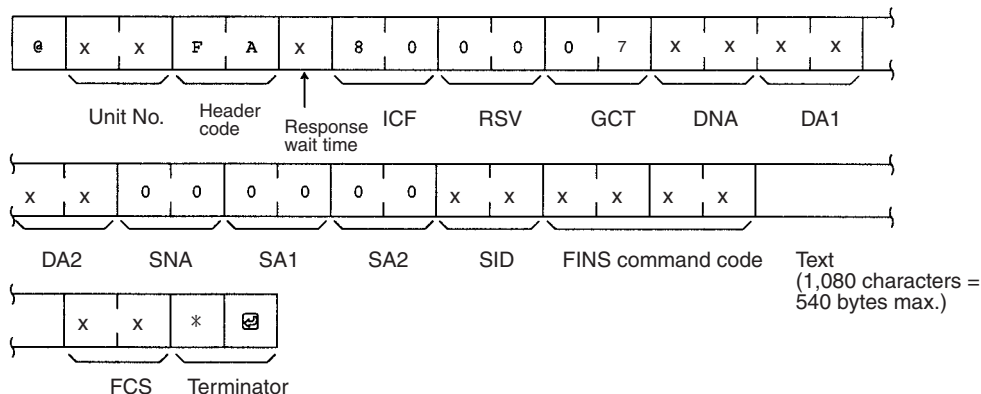 @ x x F A x 8 0 0 0 0 7 x x x x
Unit No. Header code Response wait time ICF RSV GCT DNA DA1
x x 0 0 0 0 0 0 x x x x x x
DA2 SNA SA1 SA2 SID FINS command code Text
(1,080 characters =
540 bytes max.)
x x * ↵
FCS Terminator